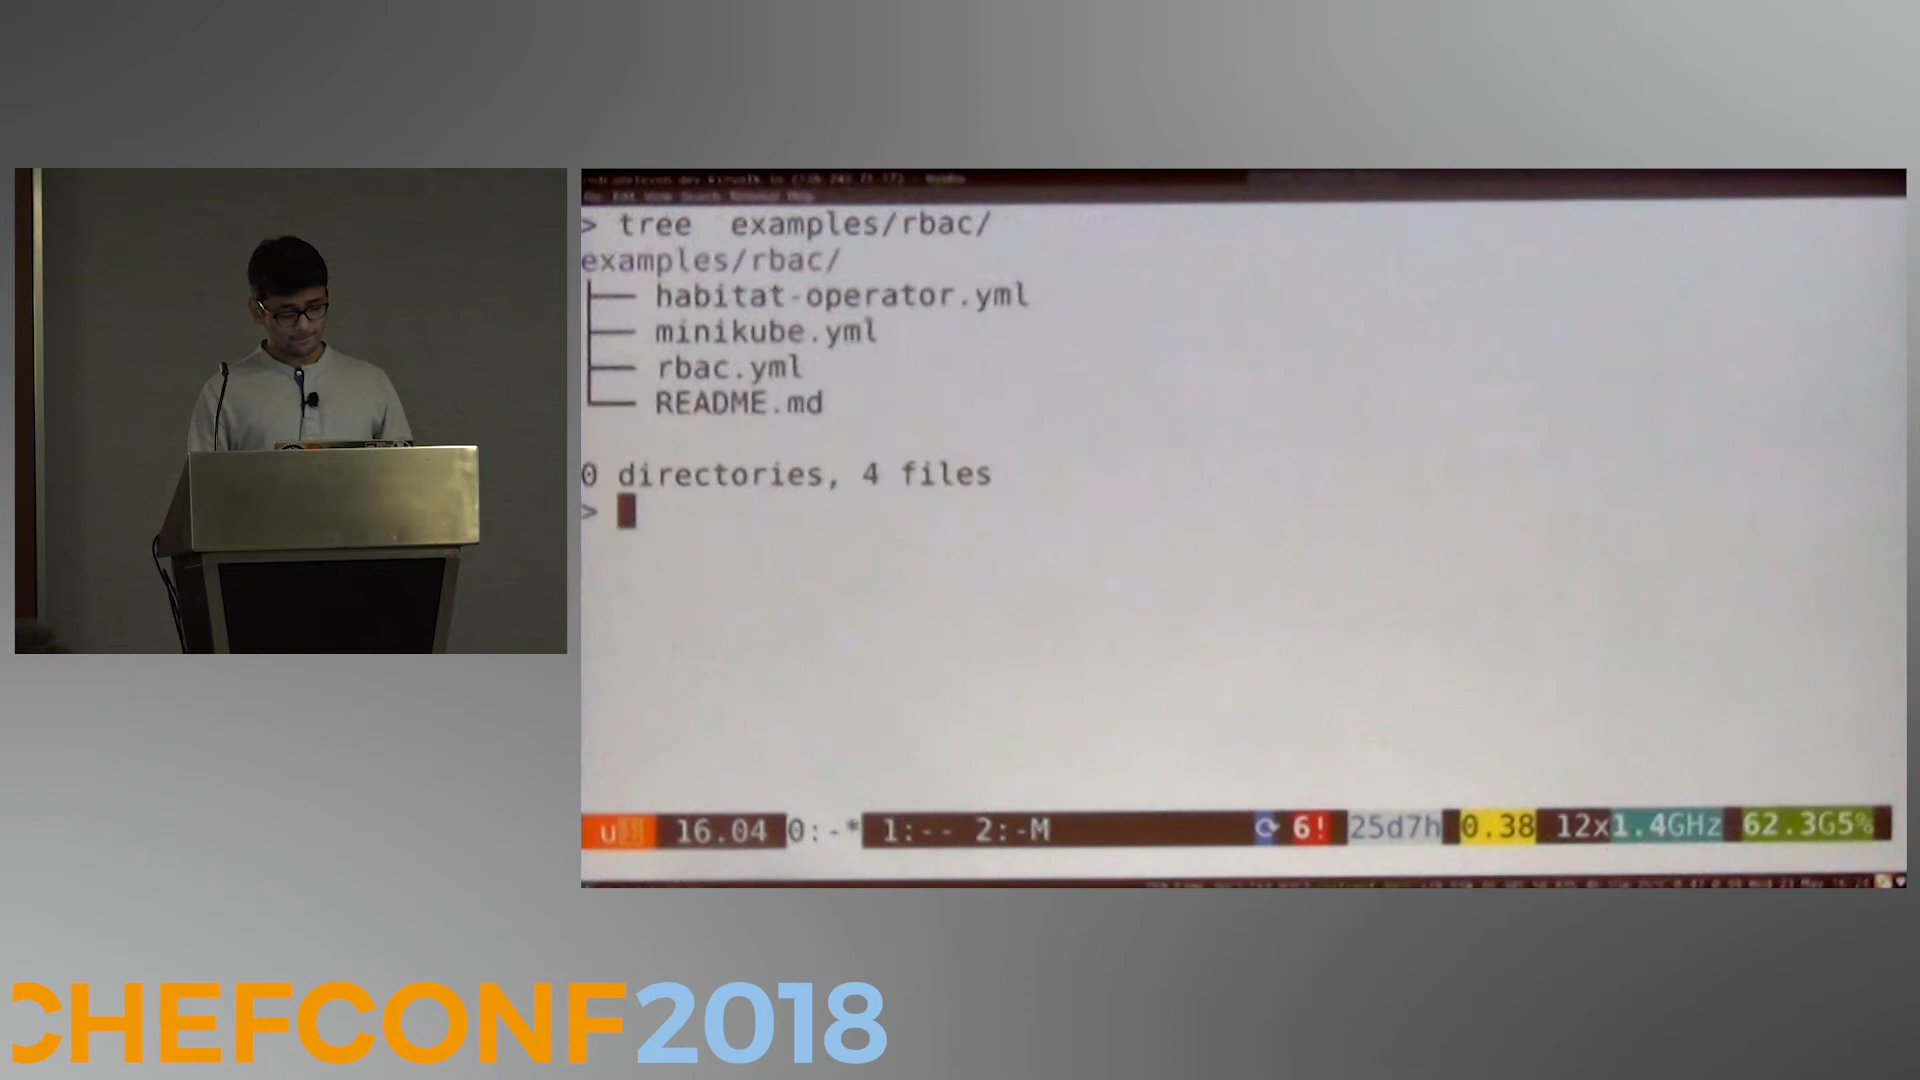 > tree examples/rbac/
examples/rbac/
├── habitat-operator.yml
├── minikube.yml
├── rbac.yml
└── README.md
0 directories, 4 files
>
u 16.04 0:-* 1:-- 2:-M 6! 25d7h 0.38 12x1.4GHz 62.3G5%
CHEFCONF2018